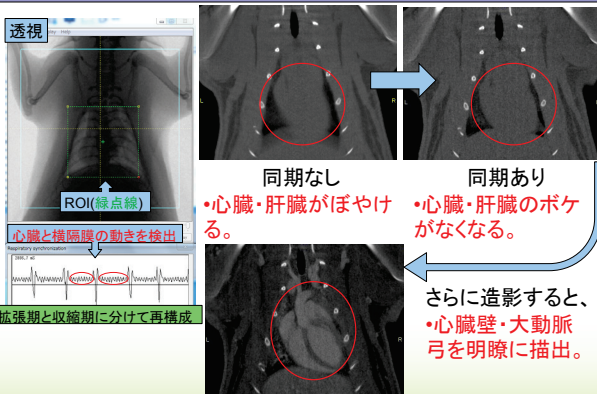 透視
Help
ROI(緑点線)
心臓と横隔膜の動きを検出
Respiratory synchronization
拡張期と収縮期に分けて再構成
L
R
L
R
同期なし
•心臓・肝臓がぼやけ
る。
同期あり
•心臓・肝臓のボケ
がなくなる。
さらに造影すると、
•心臓壁・大動脈
弓を明瞭に描出。